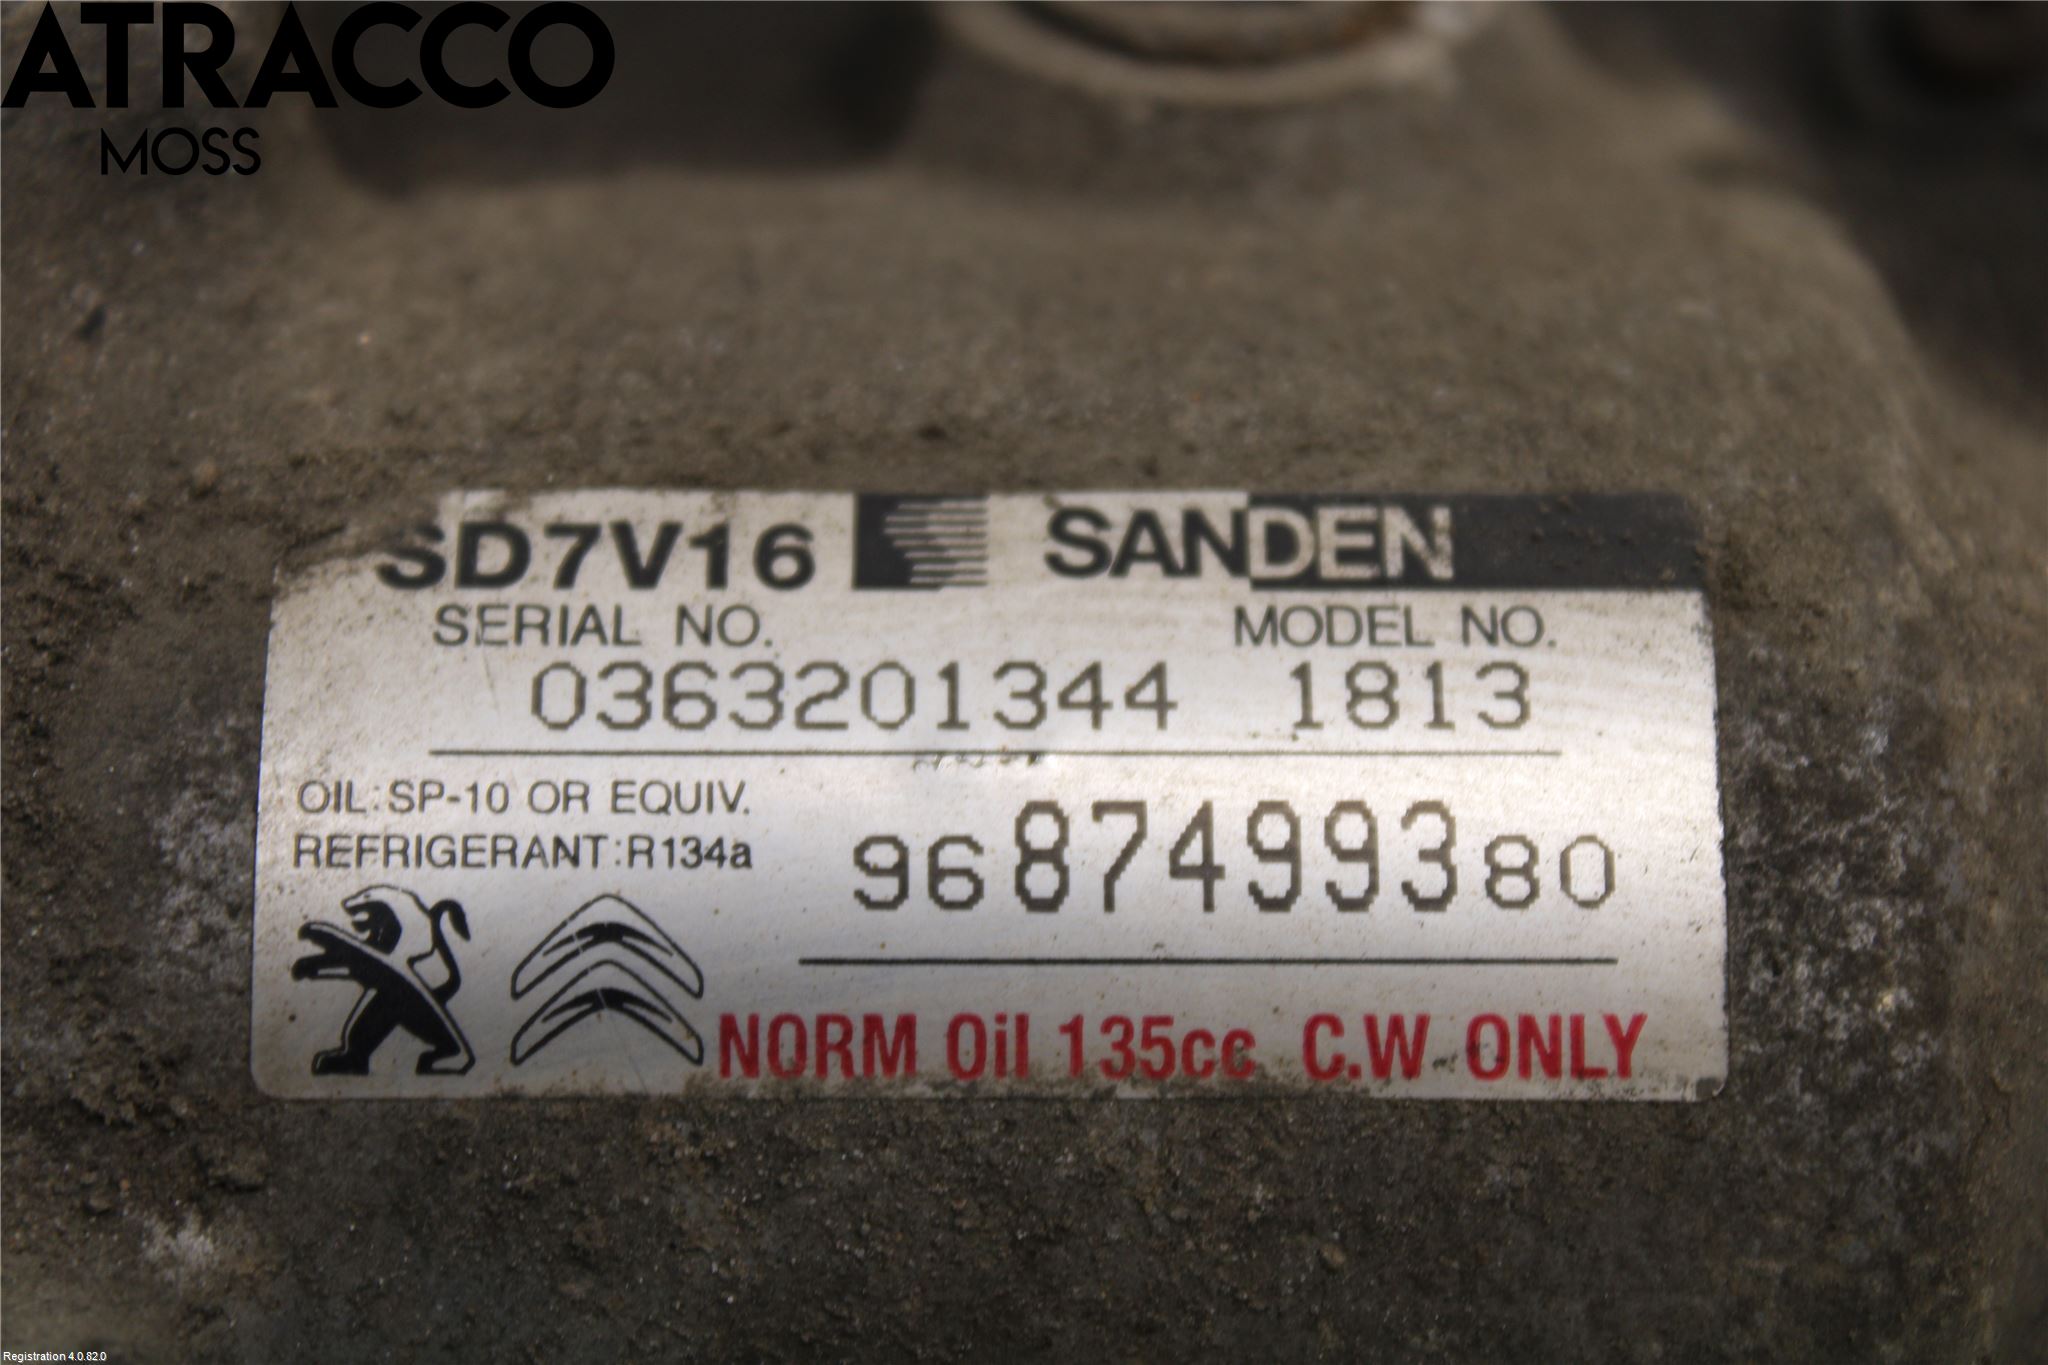 ATRACCO
MOSS
SD7V16 SANDEN
SERIAL NO. MODEL NO.
0363201344 1813
OIL:SP-10 OR EQUIV.
REFRIGERANT:R134a
9687499380
NORM Oil 135cc C.W ONLY
Registration 4.0.82.0